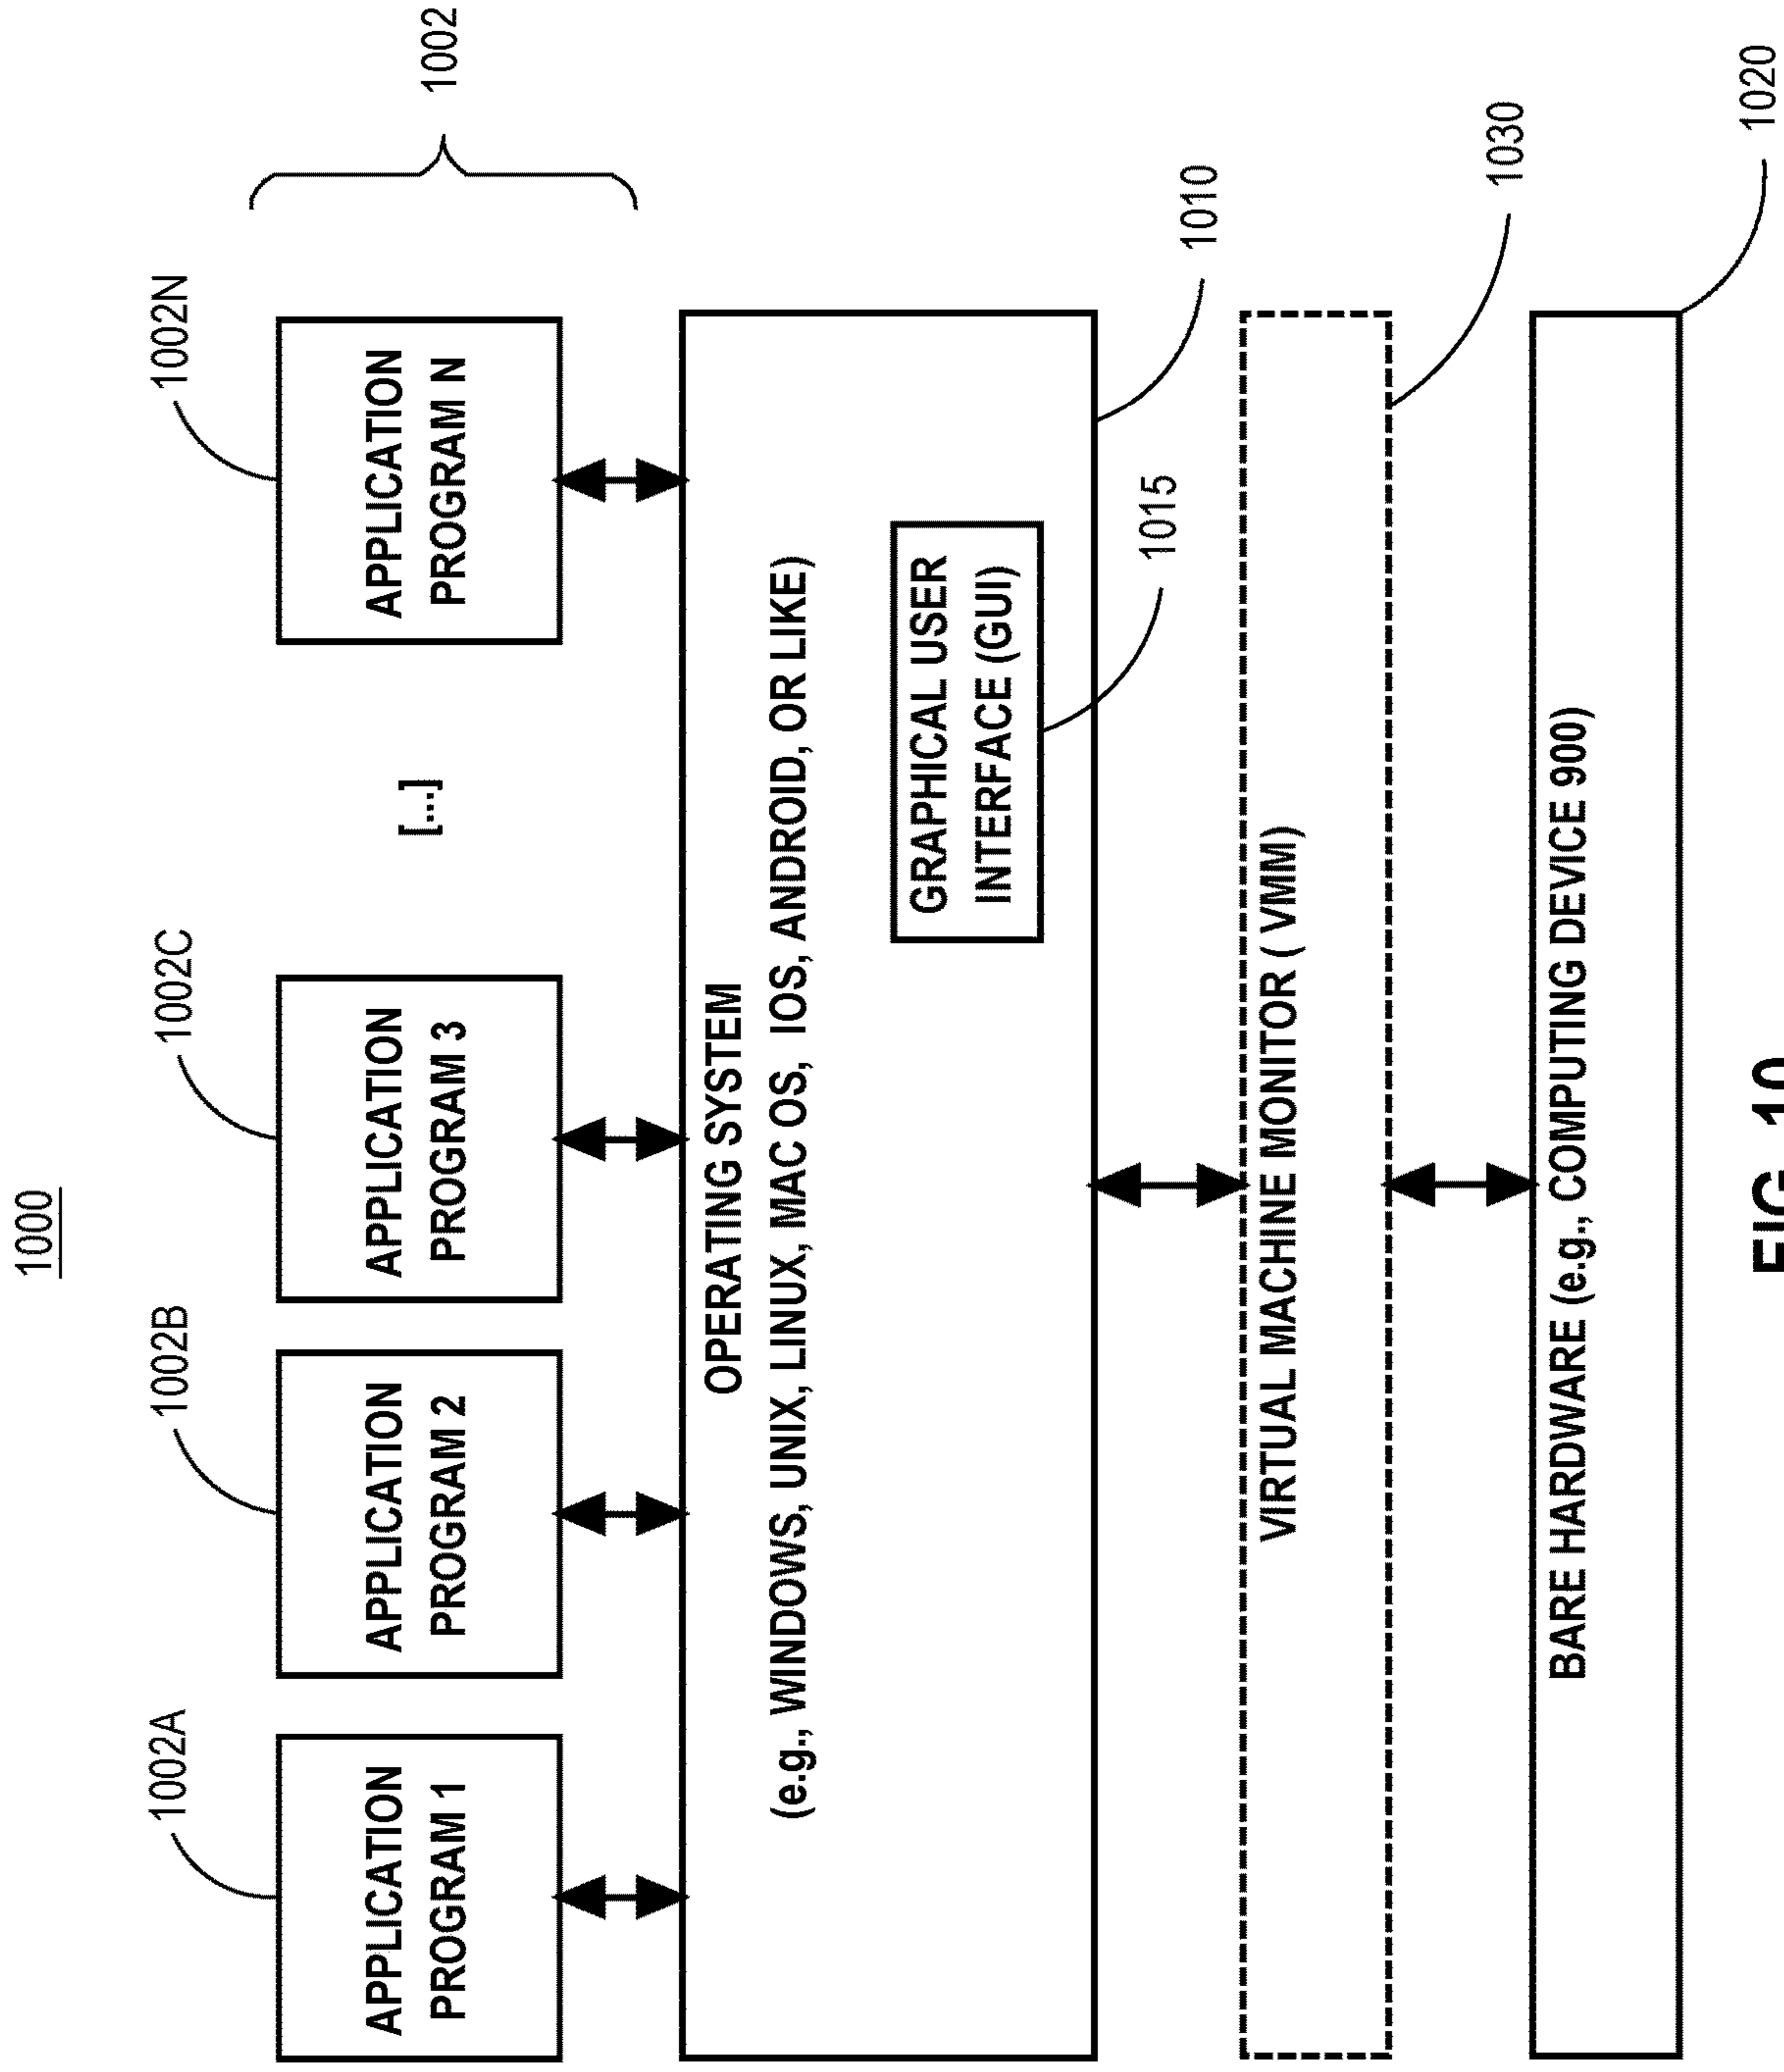 1000
1002A
1002B
1002C
1002N
1002
APPLICATION
PROGRAM 1
APPLICATION
PROGRAM 2
APPLICATION
PROGRAM 3
[...]
APPLICATION
PROGRAM N
OPERATING SYSTEM
(e.g., WINDOWS, UNIX, LINUX, MAC OS, IOS, ANDROID, OR LIKE)
GRAPHICAL USER
INTERFACE (GUI)
1015
1010
VIRTUAL MACHINE MONITOR ( VMM)
1030
BARE HARDWARE (e.g., COMPUTING DEVICE 900)
1020
FIG. 10